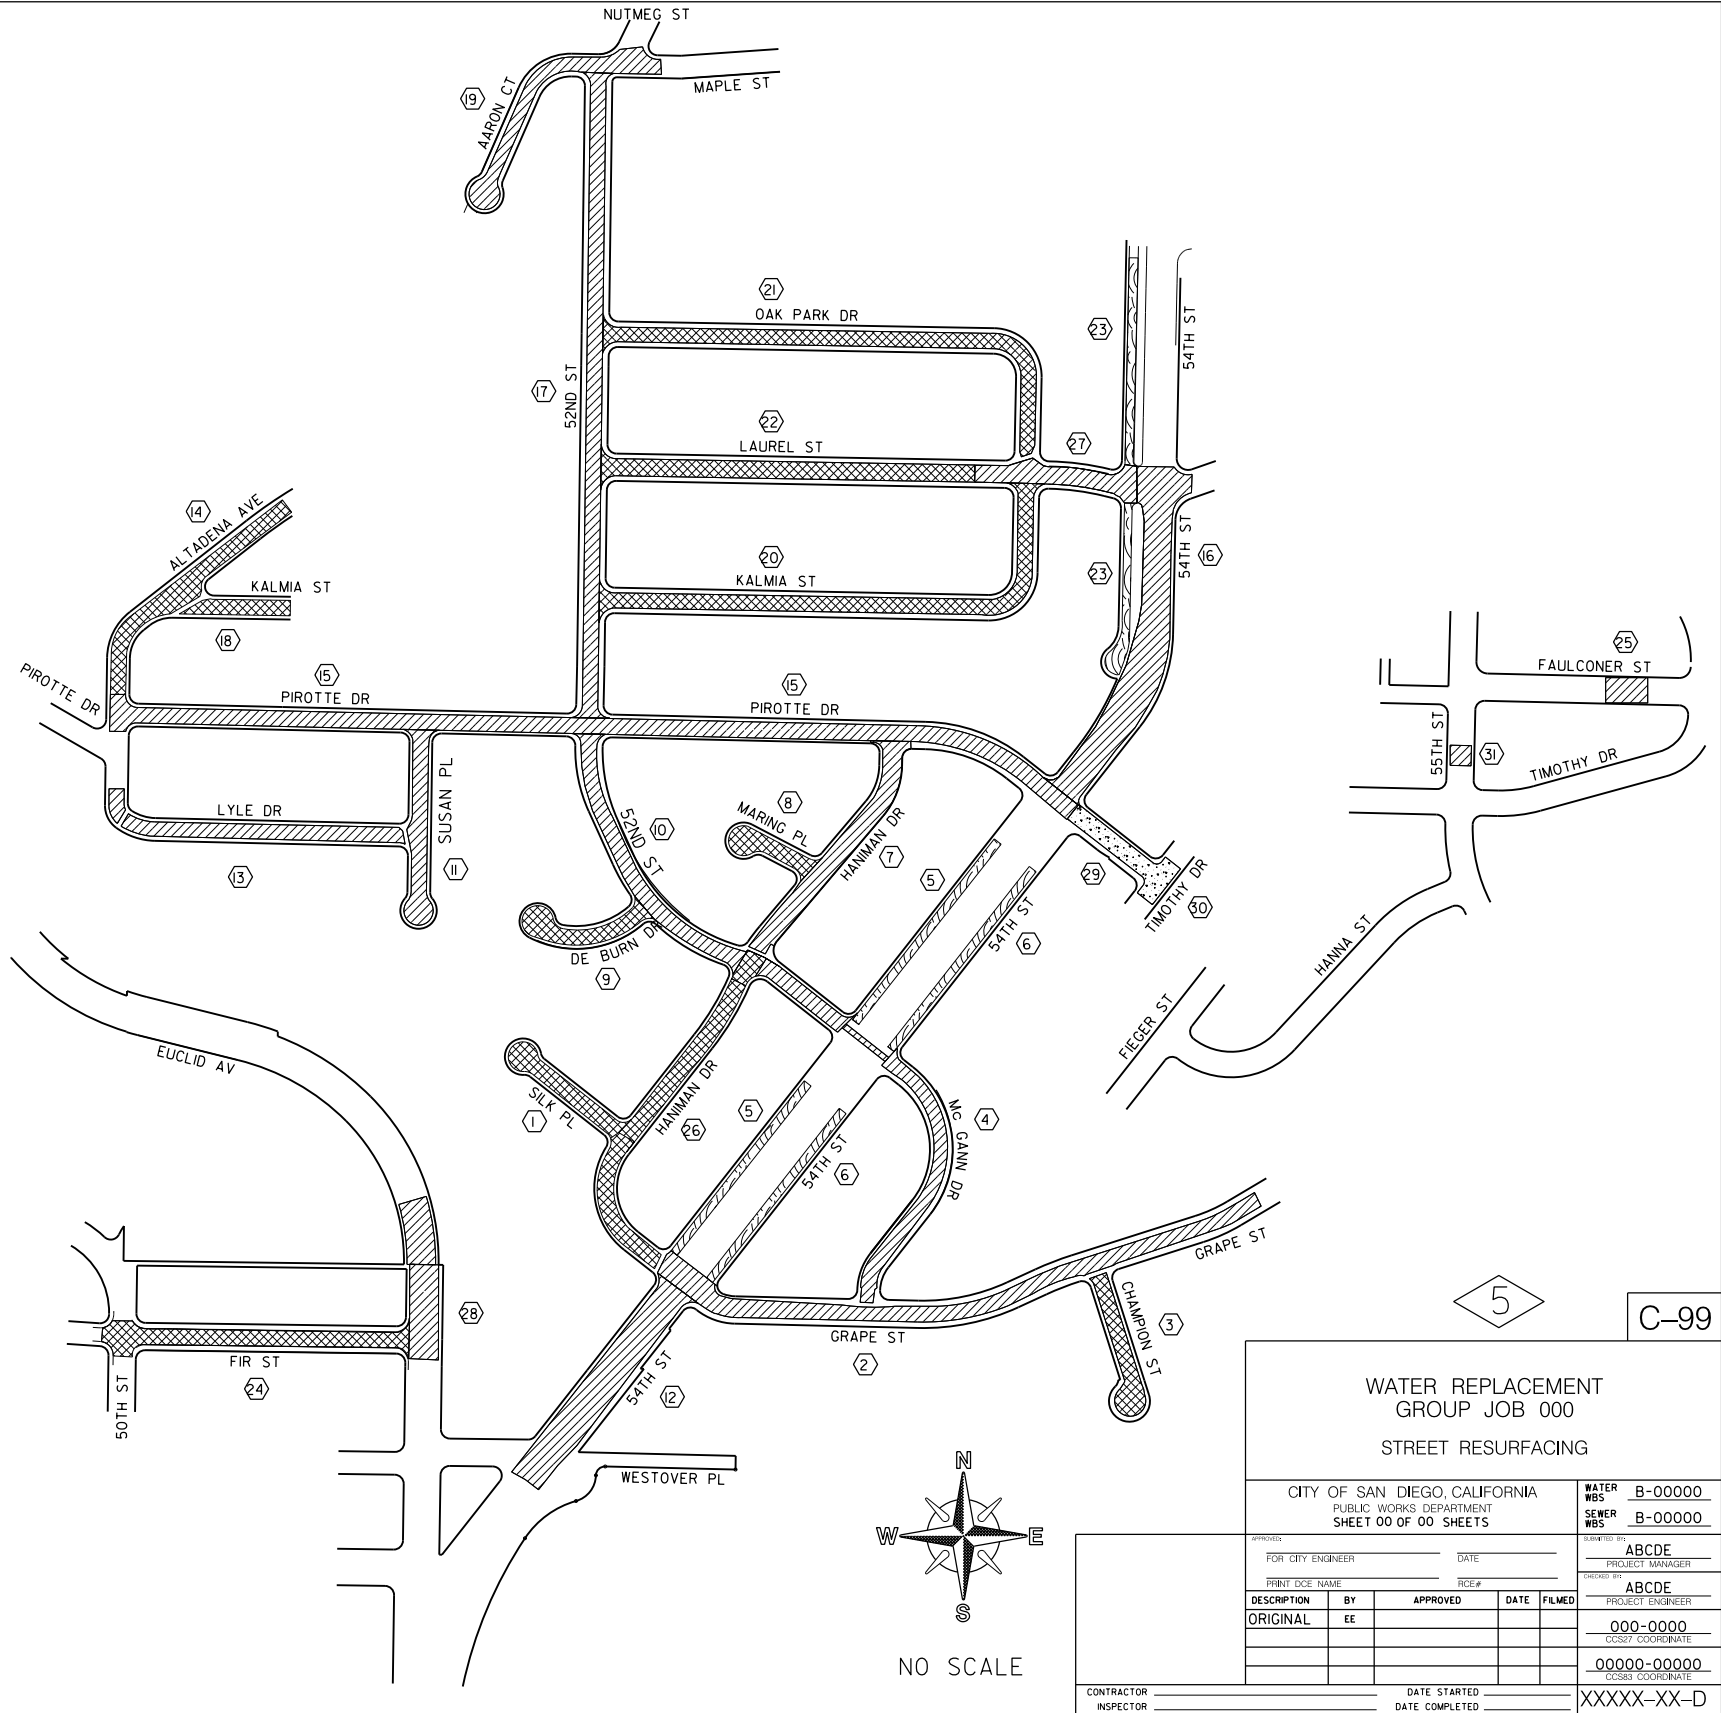 NUTMEG ST
MAPLE ST
19
AARON CT
21
OAK PARK DR
23
54TH ST
17
52ND ST
22
LAUREL ST
27
14
ALTADENA AVE
KALMIA ST
18
20
KALMIA ST
23
54TH ST
16
PIROTTE DR
15
PIROTTE DR
15
PIROTTE DR
25
FAULCONER ST
55TH ST
31
TIMOTHY DR
LYLE DR
13
SUSAN PL
11
52ND ST
10
8
MARING PL
HANIMAN DR
7
5
54TH ST
6
29
TIMOTHY DR
30
DE BURN DR
9
HANNA ST
FIEGER ST
EUCLID AV
SILK PL
1
HANIMAN DR
26
5
54TH ST
6
Mc GANN DR
4
GRAPE ST
CHAMPION ST
3
GRAPE ST
2
28
FIR ST
24
50TH ST
54TH ST
12
WESTOVER PL
N
W
E
S
NO SCALE
5
C-99
WATER REPLACEMENT
GROUP JOB 000
STREET RESURFACING
CITY OF SAN DIEGO, CALIFORNIA
PUBLIC WORKS DEPARTMENT
SHEET 00 OF 00 SHEETS
WATER WBS B-00000
SEWER WBS B-00000
APPROVED:
FOR CITY ENGINEER DATE
PRINT DCE NAME RCE#
SUBMITTED BY:
ABCDE
PROJECT MANAGER
CHECKED BY:
ABCDE
PROJECT ENGINEER
DESCRIPTION BY APPROVED DATE FILMED
ORIGINAL EE
000-0000
CCS27 COORDINATE
00000-00000
CCS83 COORDINATE
CONTRACTOR DATE STARTED
INSPECTOR DATE COMPLETED
XXXXX-XX-D